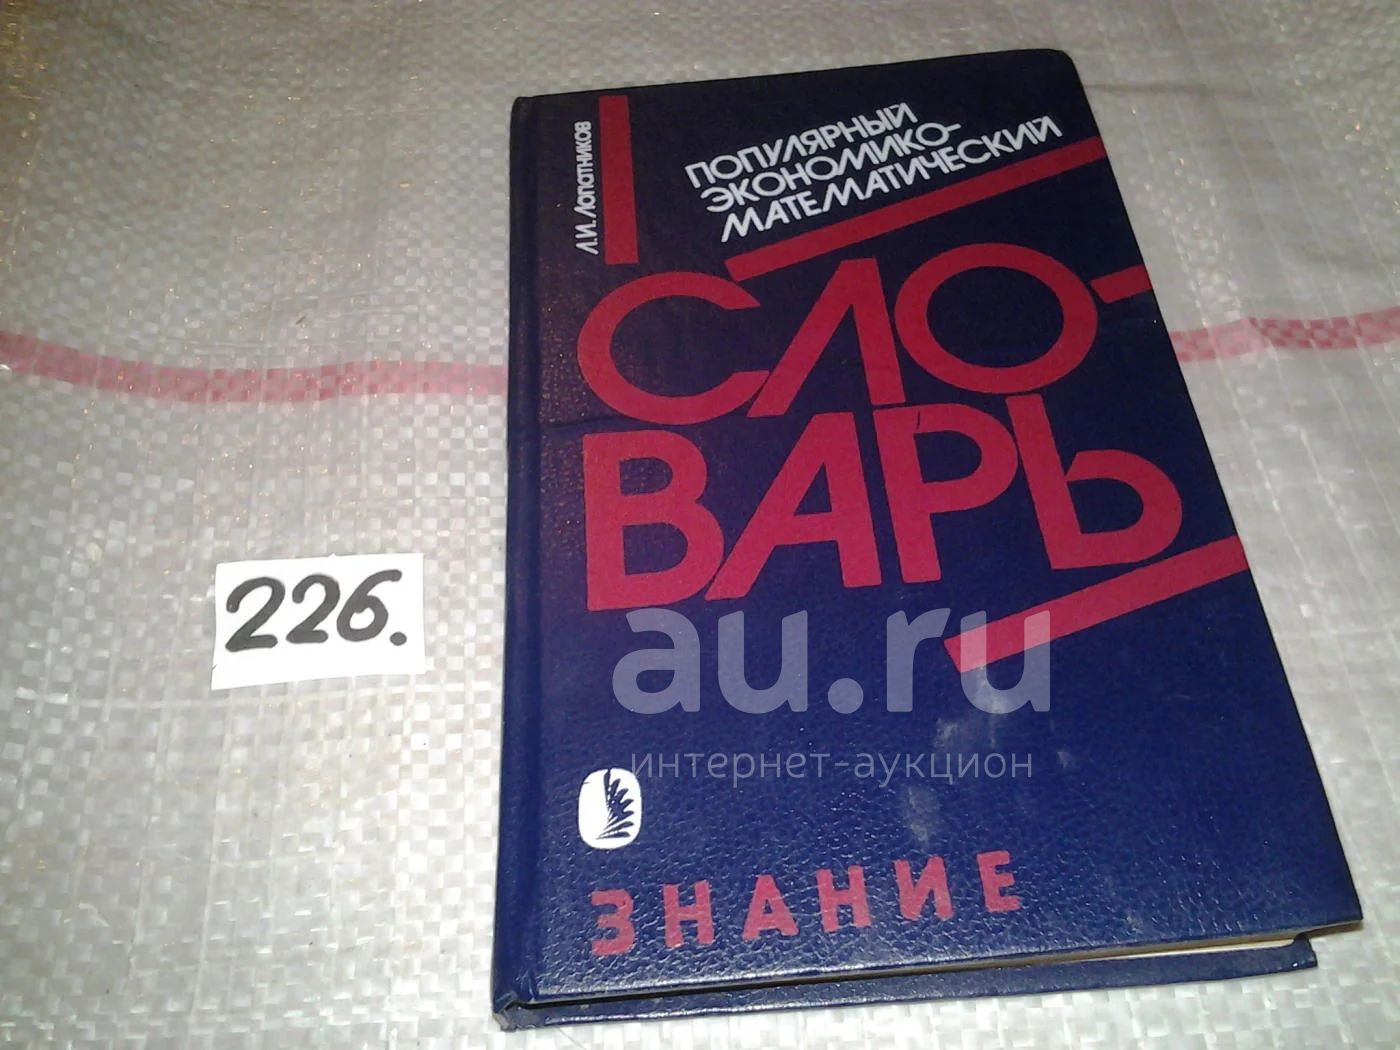 Л.И. Лопатников
ПОПУЛЯРНЫЙ
ЭКОНОМИКО-
МАТЕМАТИЧЕСКИЙ
СЛО-
ВАРЬ
226.
au.ru
интернет-аукцион
ЗНАНИЕ